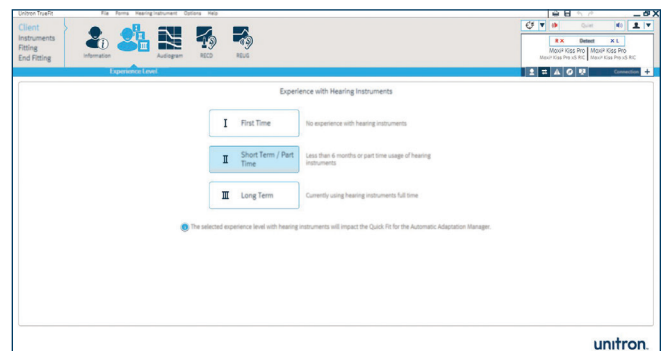 Unitron TrueFit
File Forms Hearing Instrument Options Help
Client
Instruments
Fitting
End Fitting
Information
Audiogram
RECD
REUG
Experience Level
Quiet
R X Detect X L
Moxi² Kiss Pro Moxi² Kiss Pro
Connection
Experience with Hearing Instruments
I First Time
No experience with hearing instruments
II Short Term / Part Time
Less than 6 months or part time usage of hearing
instruments
III Long Term
Currently using hearing instruments full time
The selected experience level with hearing instruments will impact the Quick Fit for the Automatic Adaptation Manager.
unitron.